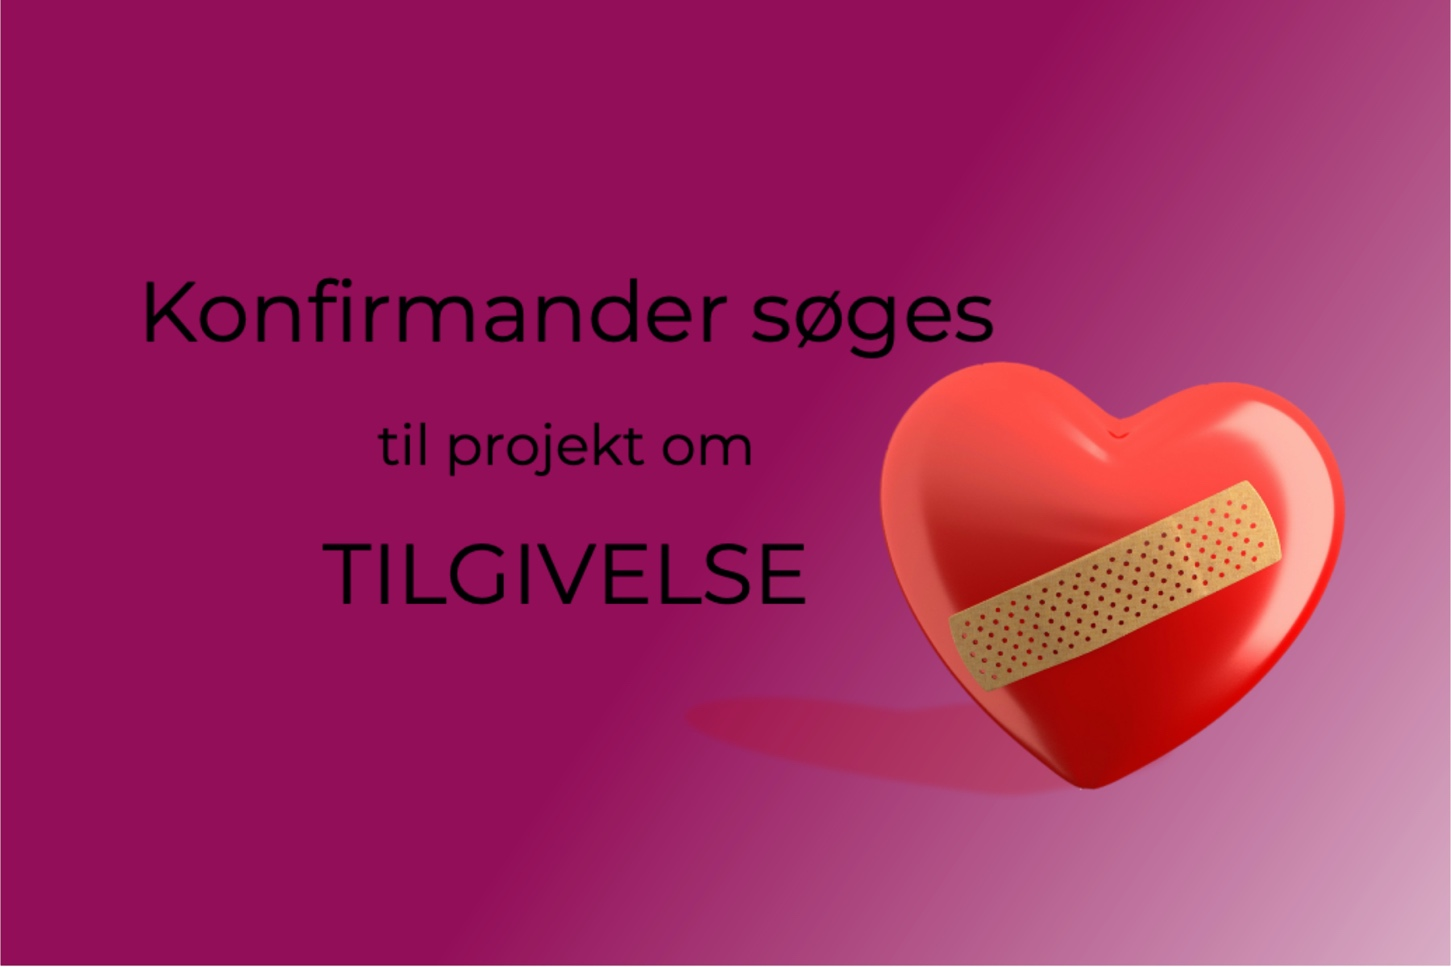 Konfirmander søges
til projekt om
TILGIVELSE